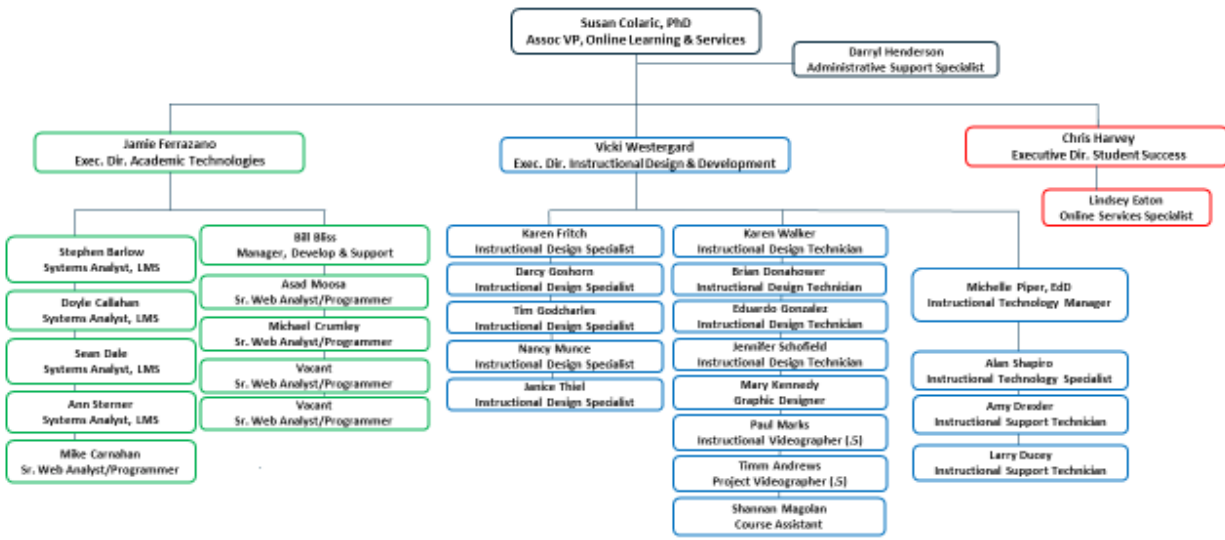 Susan Colaric, PhD
Assoc VP, Online Learning & Services
Darryl Henderson
Administrative Support Specialist
Jamie Ferrazano
Exec. Dir. Academic Technologies
Vicki Westergard
Exec. Dir. Instructional Design & Development
Chris Harvey
Executive Dir. Student Success
Lindsey Eaton
Online Services Specialist
Stephen Barlow
Systems Analyst, LMS
Doyle Callahan
Systems Analyst, LMS
Sean Dale
Systems Analyst, LMS
Ann Sterner
Systems Analyst, LMS
Mike Carnahan
Sr. Web Analyst/Programmer
Bill Bliss
Manager, Develop & Support
Asad Moosa
Sr. Web Analyst/Programmer
Michael Crumley
Sr. Web Analyst/Programmer
Vacant
Sr. Web Analyst/Programmer
Vacant
Sr. Web Analyst/Programmer
Karen Fritch
Instructional Design Specialist
Darcy Goshorn
Instructional Design Specialist
Tim Godcharles
Instructional Design Specialist
Nancy Munce
Instructional Design Specialist
Janice Thiel
Instructional Design Specialist
Karen Walker
Instructional Design Technician
Brian Donahower
Instructional Design Technician
Eduardo Gonzalez
Instructional Design Technician
Jennifer Schofield
Instructional Design Technician
Mary Kennedy
Graphic Designer
Paul Marks
Instructional Videographer (.5)
Timm Andrews
Project Videographer (.5)
Shannan Magolan
Course Assistant
Michelle Piper, EdD
Instructional Technology Manager
Alan Shapiro
Instructional Technology Specialist
Amy Drexler
Instructional Support Technician
Larry Ducey
Instructional Support Technician